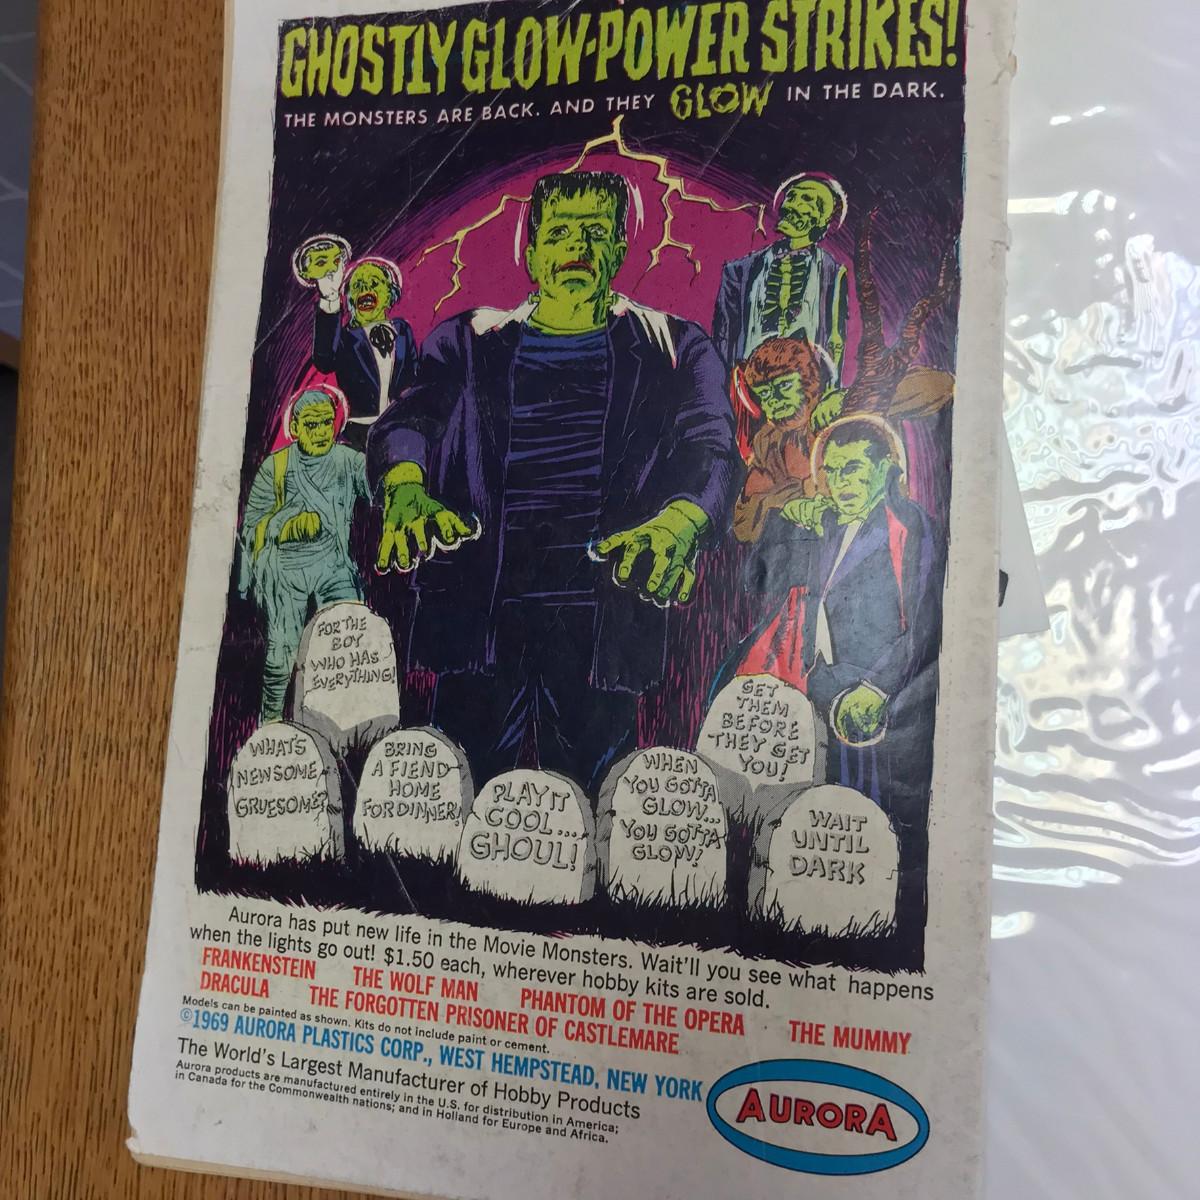 GHOSTLY GLOW-POWER STRIKES!
THE MONSTERS ARE BACK. AND THEY GLOW IN THE DARK.
FOR THE
BOY
WHO HAS
EVERYTHING!
WHAT'S
NEWSOME,
GRUESOME?
BRING
A FIEND
HOME
FOR DINNER!
PLAY IT
COOL...
GHOUL!
WHEN
YOU GOTTA
GLOW...
YOU GOTTA
GLOW!
GET
THEM
BEFORE
THEY GET
YOU!
WAIT
UNTIL
DARK
Aurora has put new life in the Movie Monsters. Wait'll you see what happens
when the lights go out! $1.50 each, wherever hobby kits are sold.
FRANKENSTEIN THE WOLF MAN PHANTOM OF THE OPERA THE MUMMY
DRACULA THE FORGOTTEN PRISONER OF CASTLEMARE
Models can be painted as shown. Kits do not include paint or cement.
©1969 AURORA PLASTICS CORP., WEST HEMPSTEAD, NEW YORK
The World's Largest Manufacturer of Hobby Products
Aurora products are manufactured entirely in the U.S. for distribution in America;
in Canada for the Commonwealth nations; and in Holland for Europe and Africa.
AURORA